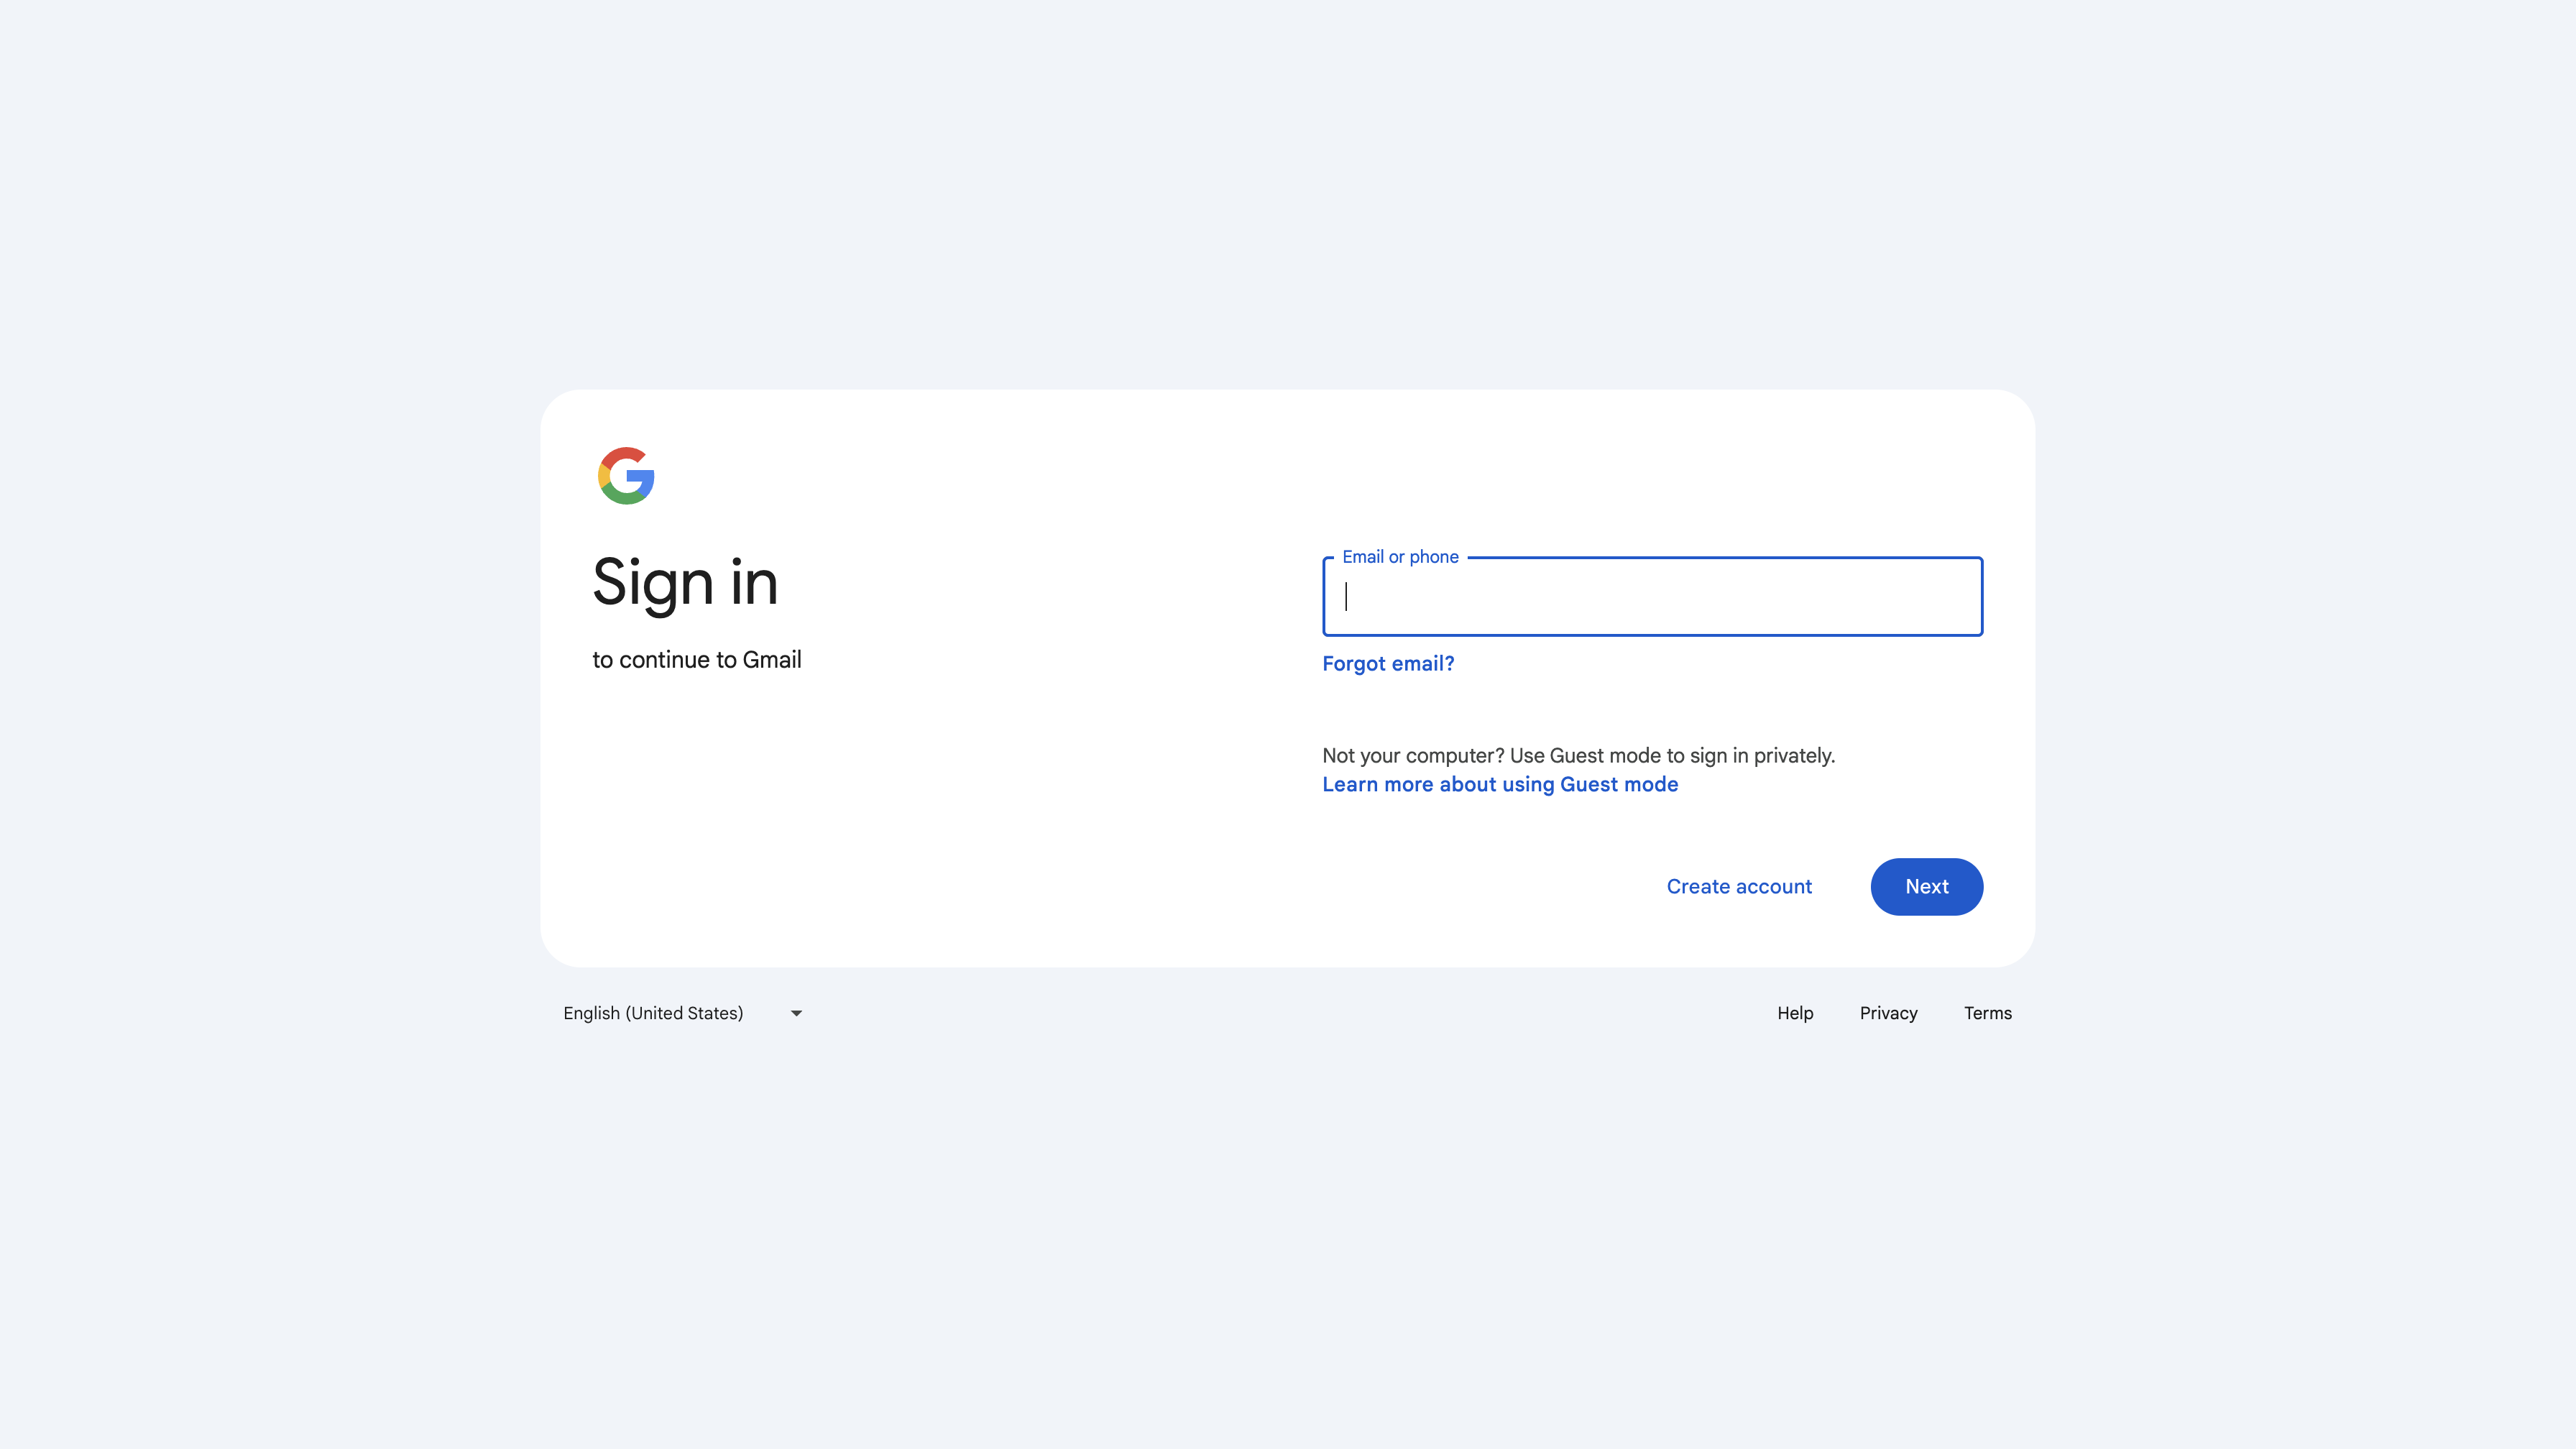 Sign in
to continue to Gmail
Email or phone
Forgot email?
Not your computer? Use Guest mode to sign in privately.
Learn more about using Guest mode
Create account
Next
English (United States)
Help
Privacy
Terms